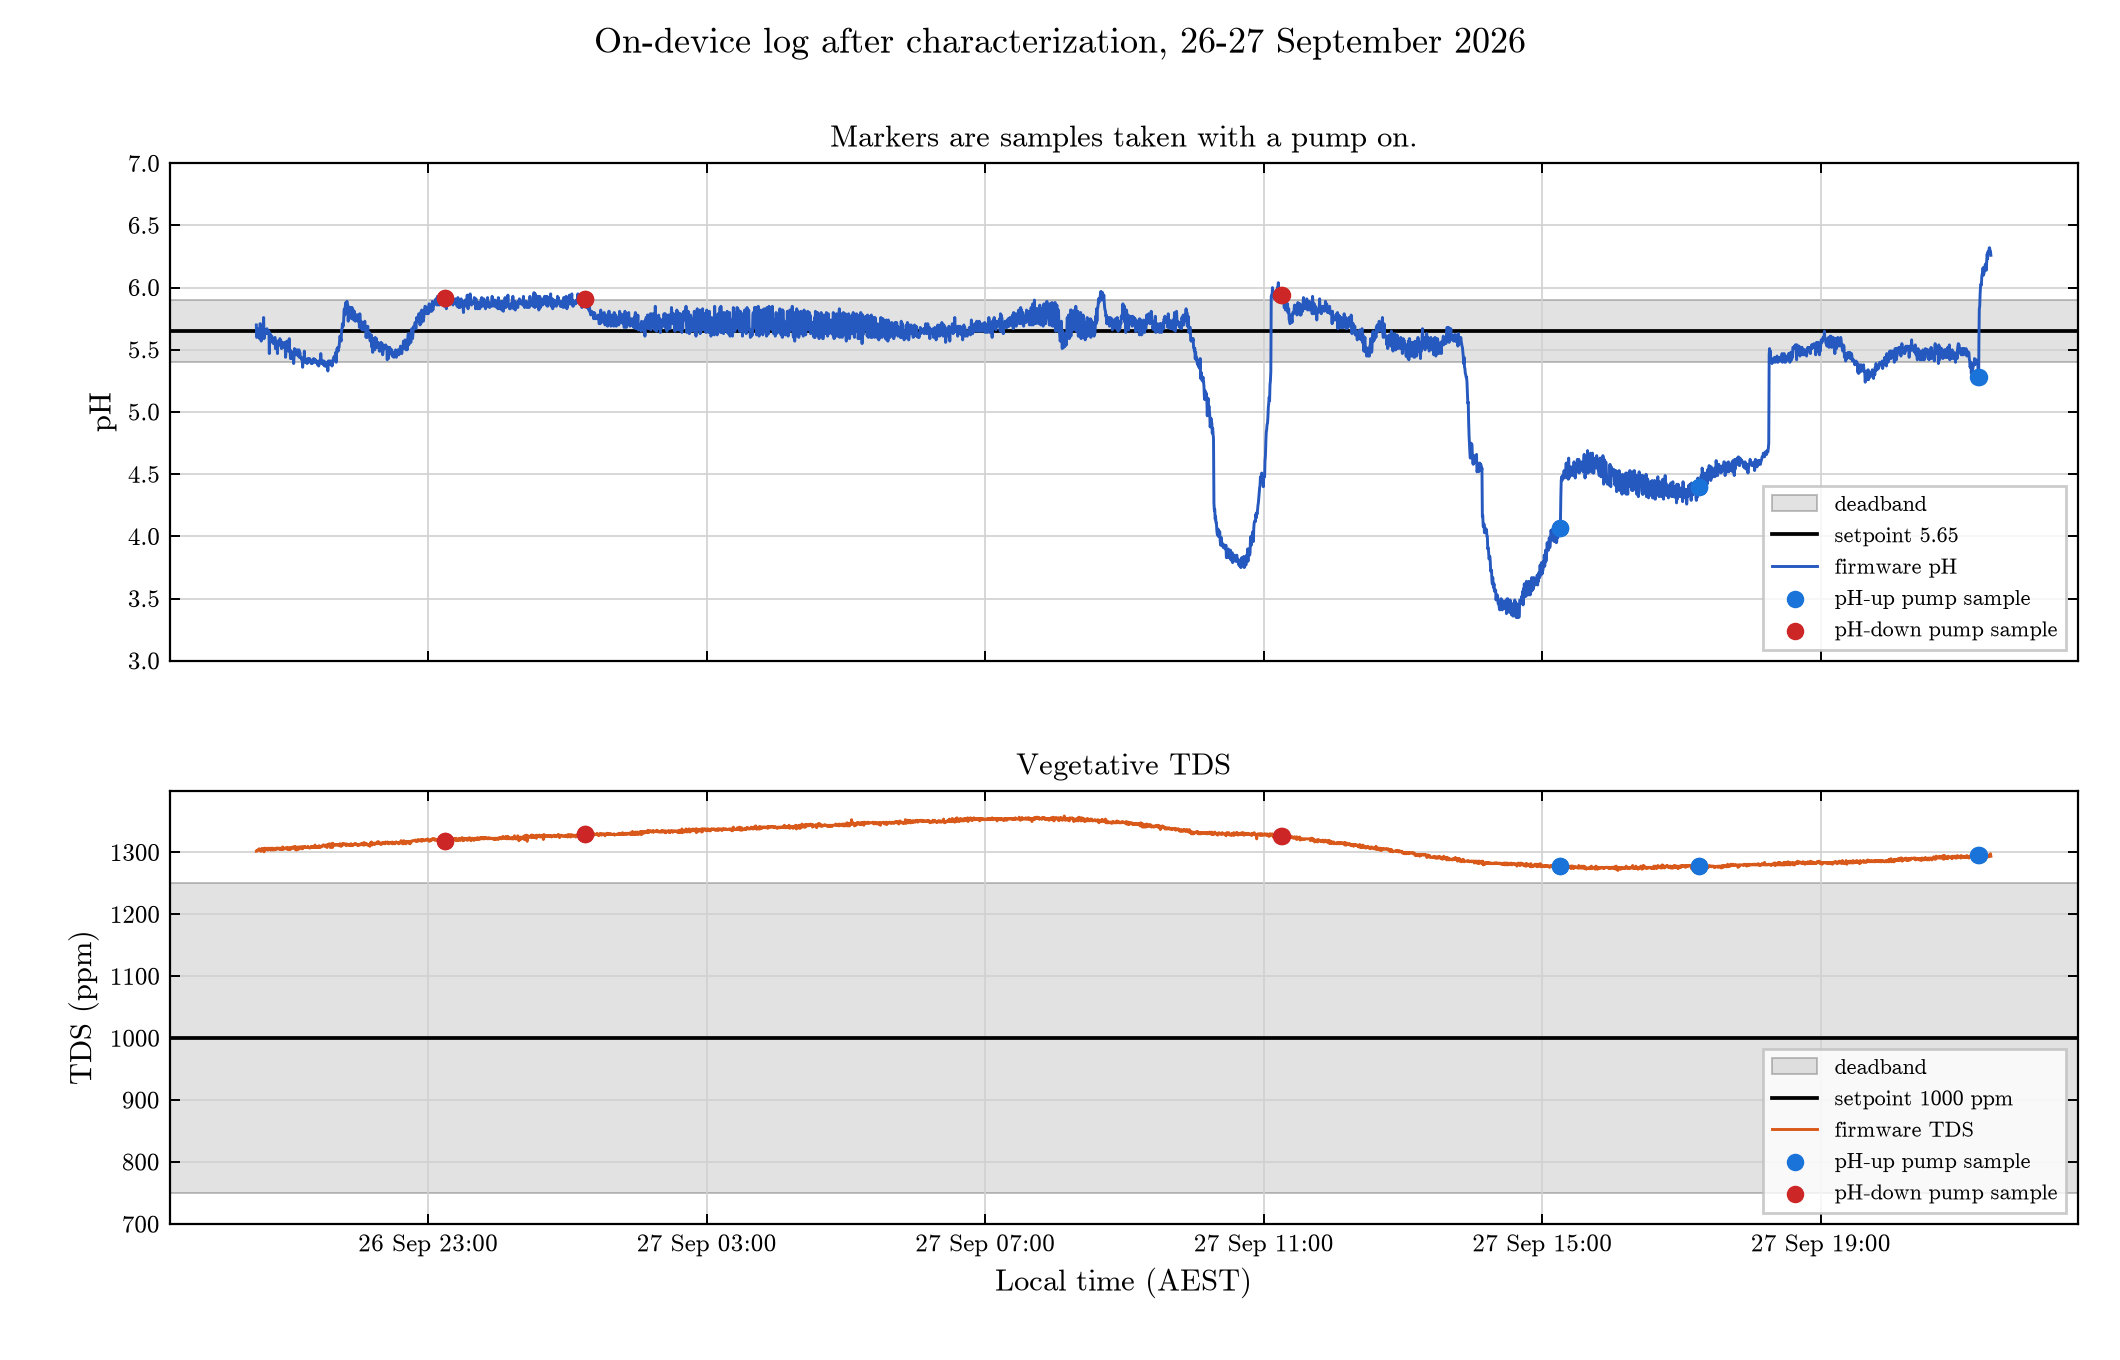 On-device log after characterization, 26-27 September 2026
Markers are samples taken with a pump on.
7.0
6.5
6.0
5.5
5.0
4.5
4.0
3.5
3.0
pH
deadband
setpoint 5.65
firmware pH
pH-up pump sample
pH-down pump sample
Vegetative TDS
1300
1200
1100
1000
900
800
700
TDS (ppm)
deadband
setpoint 1000 ppm
firmware TDS
pH-up pump sample
pH-down pump sample
26 Sep 23:00
27 Sep 03:00
27 Sep 07:00
27 Sep 11:00
27 Sep 15:00
27 Sep 19:00
Local time (AEST)